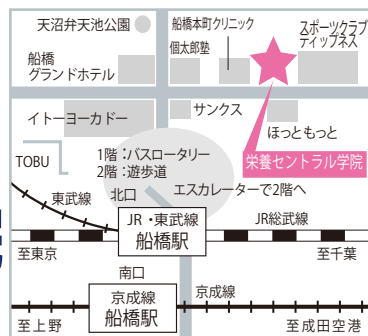 天沼弁天池公園
船橋本町クリニック
スポーツクラブ
ティップネス
個太郎塾
船橋
グランドホテル
イトーヨーカドー
サンクス
ほっともっと
栄養セントラル学院
TOBU
1階：バスロータリー
2階：遊歩道
北口
エスカレーターで2階へ
東武線
JR・東武線
船橋駅
JR総武線
至東京
至千葉
南口
京成線
船橋駅
京成線
至上野
至成田空港